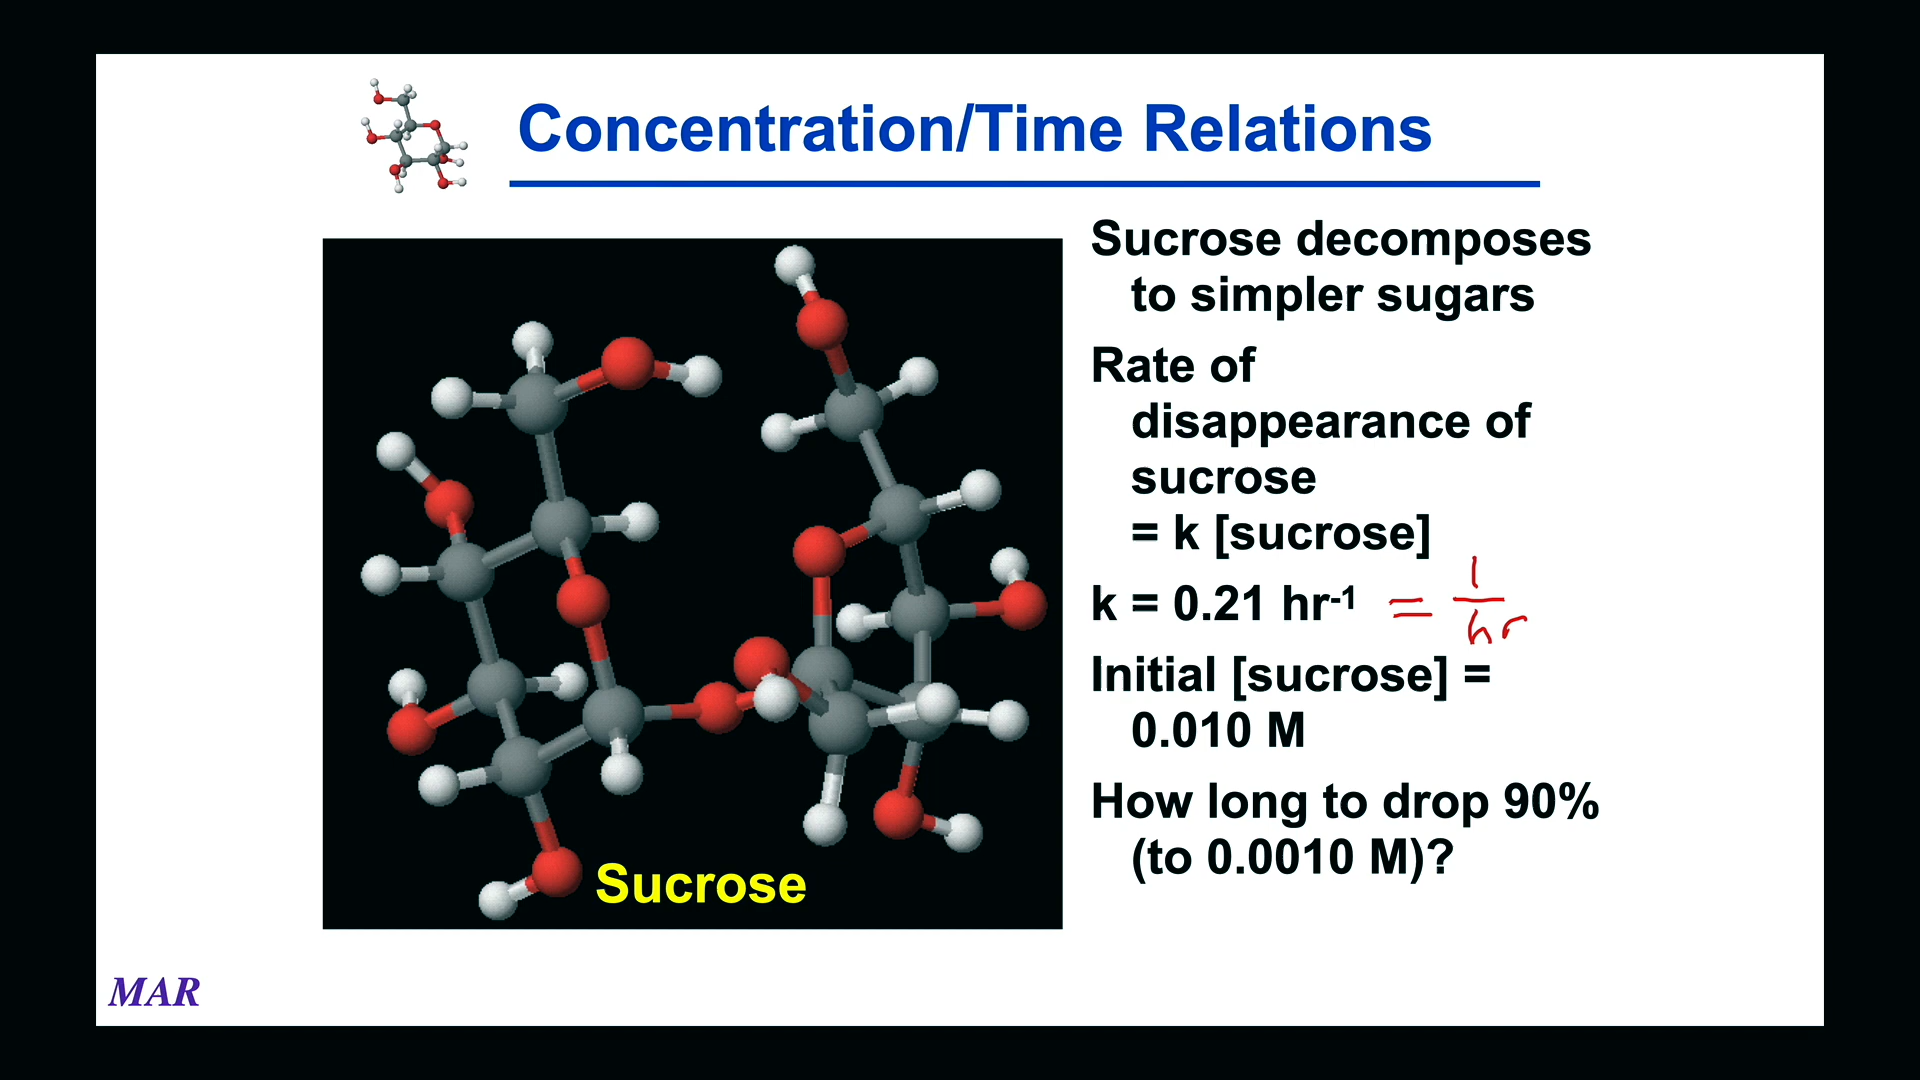 Concentration/Time Relations
Sucrose decomposes
to simpler sugars
Rate of
disappearance of
sucrose
= k [sucrose]
k = 0.21 hr-1 = 1/hr
Initial [sucrose] =
0.010 M
How long to drop 90%
(to 0.0010 M)?
Sucrose
MAR